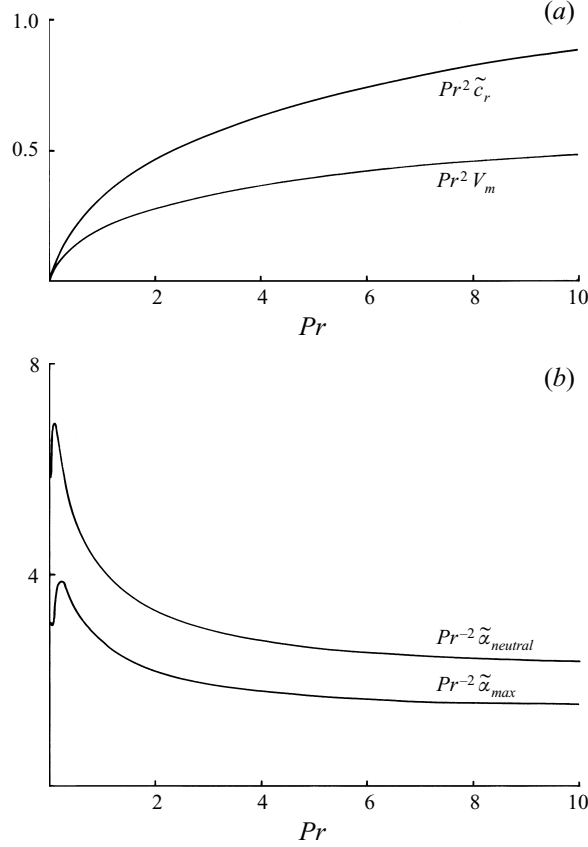 (a)
1.0
Pr² c̃ᵣ
0.5
Pr² Vₘ
2 4 6 8 10
Pr
(b)
8
4
Pr⁻² α̃ neutral
Pr⁻² α̃ max
0 2 4 6 8 10
Pr